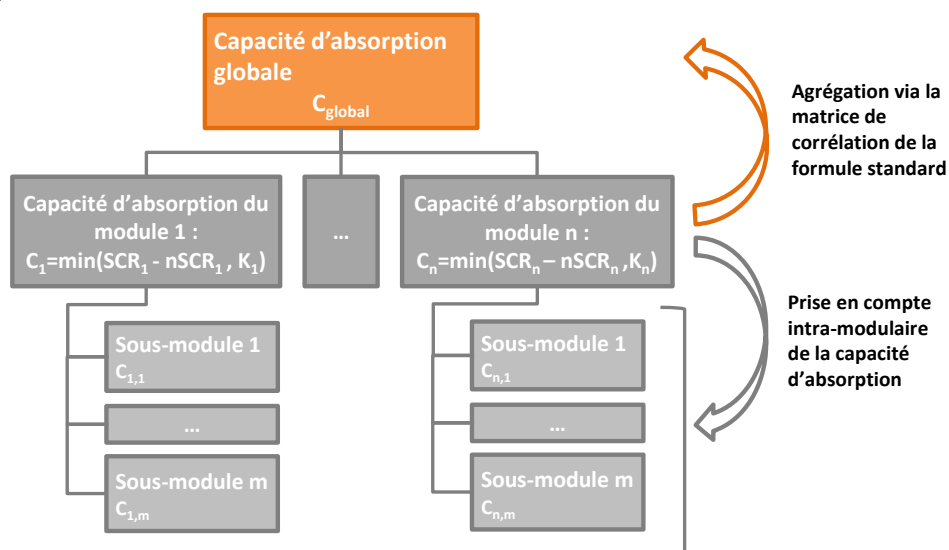 Capacité d'absorption
globale
C_global
Agrégation via la
matrice de
corrélation de la
formule standard
Capacité d'absorption du
module 1 :
C₁=min(SCR₁ - nSCR₁ , K₁)
...
Capacité d'absorption du
module n :
Cₙ=min(SCRₙ – nSCRₙ ,Kₙ)
Prise en compte
intra-modulaire
de la capacité
d'absorption
Sous-module 1
C₁,₁
...
Sous-module m
C₁,ₘ
Sous-module 1
Cₙ,₁
...
Sous-module m
Cₙ,ₘ